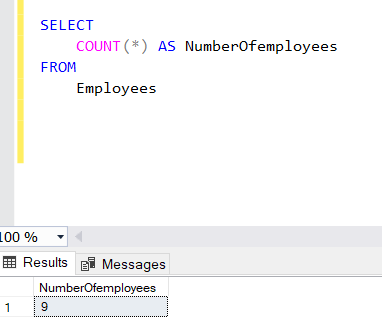 SELECT
COUNT(*) AS NumberOfemployees
FROM
Employees
100 %
Results
Messages
NumberOfemployees
1 9